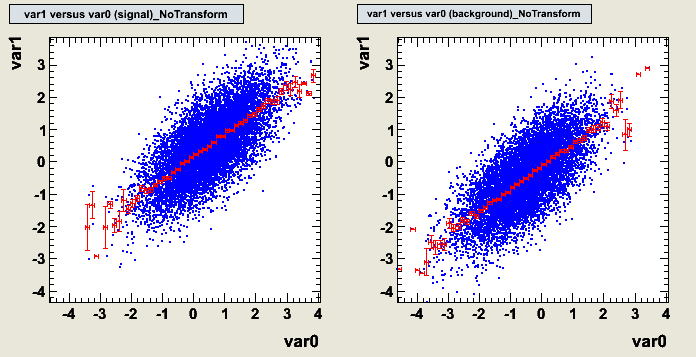 var1 versus var0 (signal)_NoTransform
var1 versus var0 (background)_NoTransform
var1
3
2
1
0
-1
-2
-3
-4
-4 -3 -2 -1 0 1 2 3 4
var0
var1
3
2
1
0
-1
-2
-3
-4
-4 -3 -2 -1 0 1 2 3 4
var0